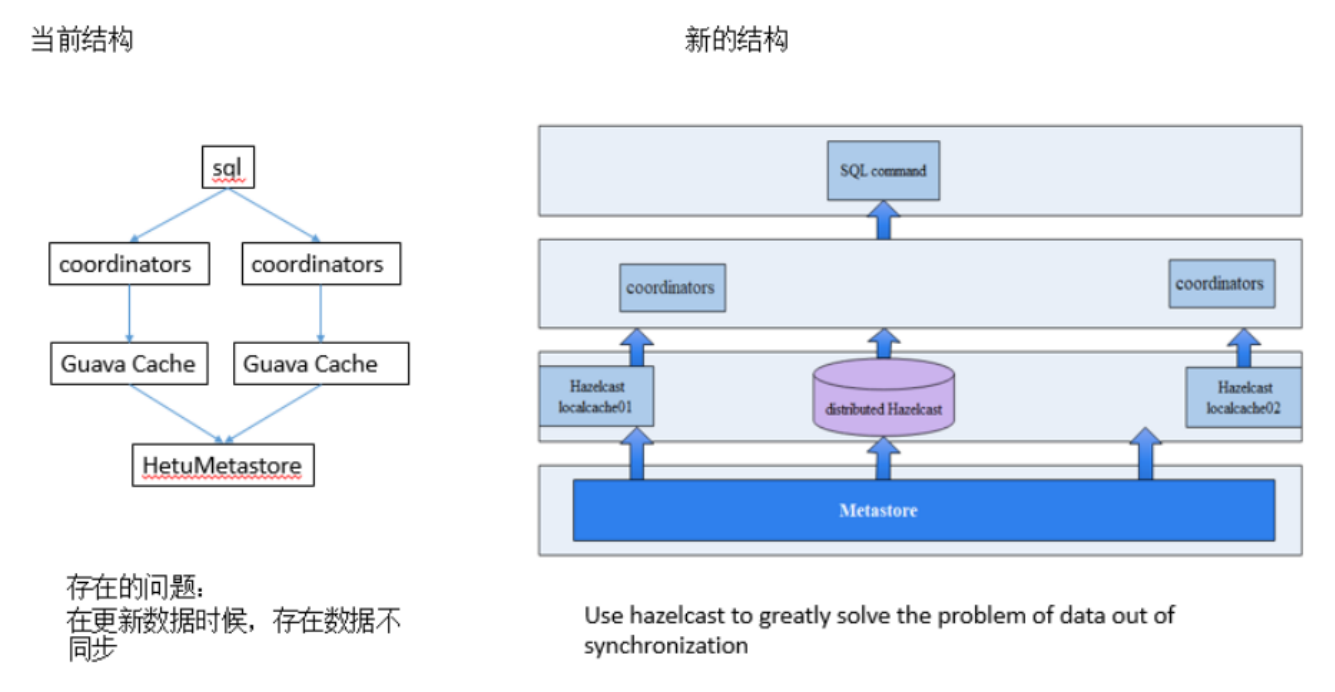 当前结构
新的结构
sql
coordinators
coordinators
Guava Cache
Guava Cache
HetuMetastore
存在的问题：
在更新数据时候，存在数据不
同步
SQL command
coordinators
coordinators
Hazelcast
localcache01
distributed Hazelcast
Hazelcast
localcache02
Metastore
Use hazelcast to greatly solve the problem of data out of
synchronization